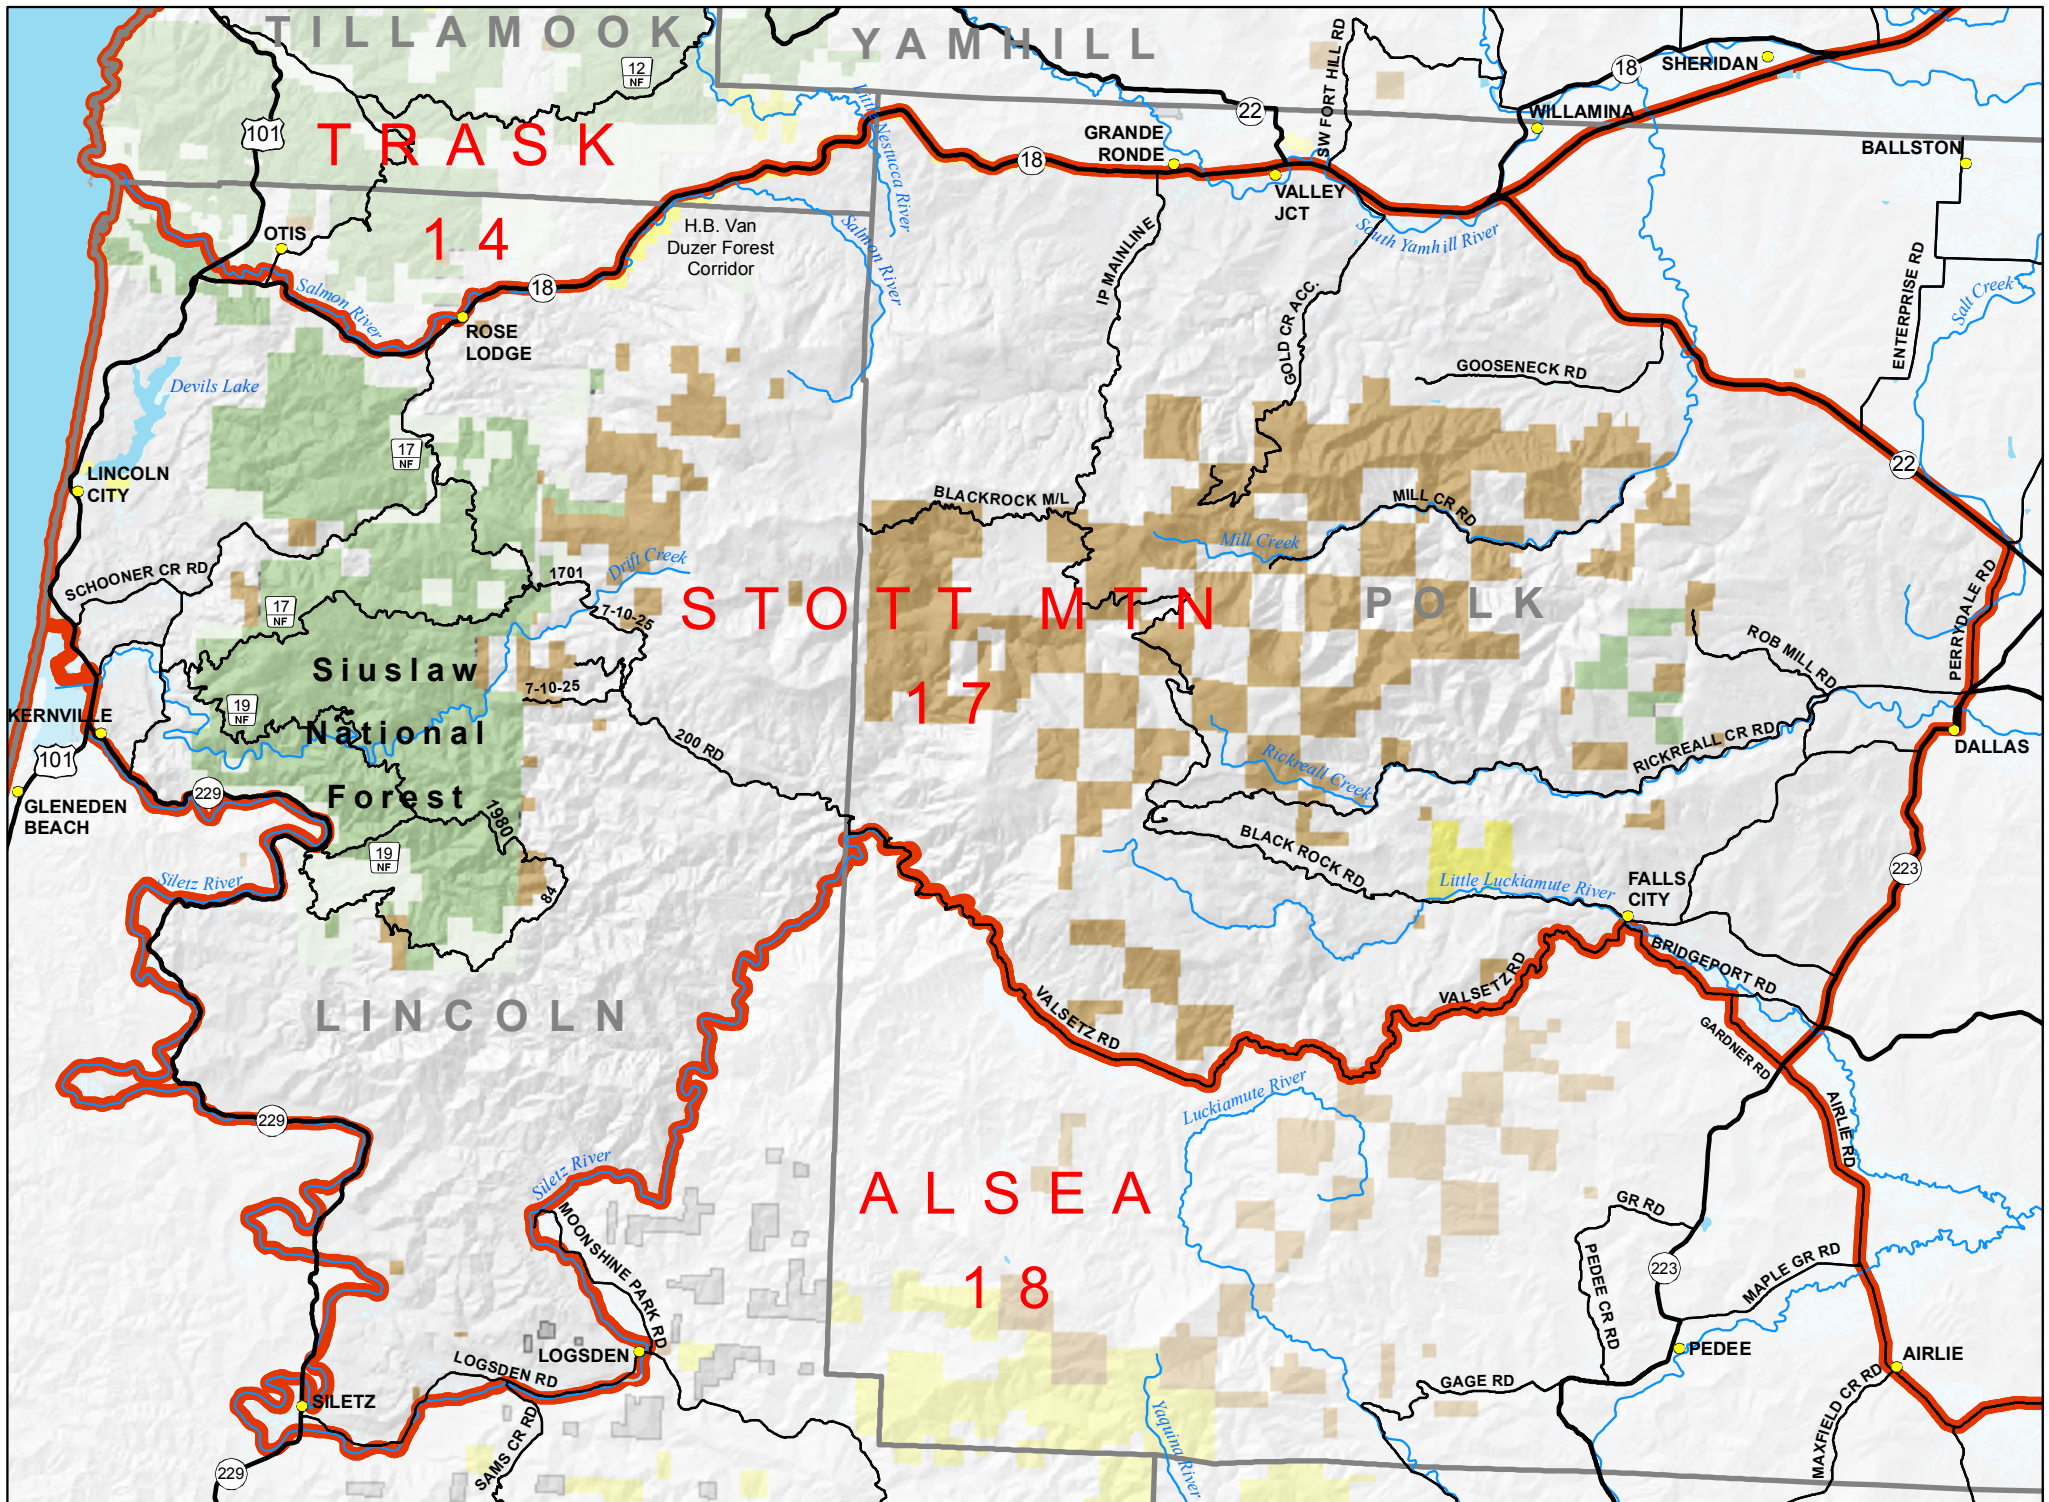 TILLAMOOK
YAMHILL
12
NF
18
SHERIDAN
SW FORT HILL RD
Little Nestucca River
22
WILLAMINA
101
TRASK
GRANDE
RONDE
BALLSTON
18
VALLEY
JCT
14
OTIS
H.B. Van
Duzer Forest
Corridor
Salmon River
South Yamhill River
IP MAINLINE
ENTERPRISE RD
Salmon River
18
GOLD CR ACC.
Salt Creek
ROSE
LODGE
Devils Lake
GOOSENECK RD
17
NF
LINCOLN
CITY
22
BLACKROCK M/L
MILL CR RD
Mill Creek
SCHOONER CR RD
1701
Drift Creek
17
NF
7-10-25
STOTT MTN
POLK
PERRYDALE RD
ROB MILL RD
Siuslaw
7-10-25
17
19
NF
KERNVILLE
National
200 RD
RICKREALL CR RD
DALLAS
101
Rickreall Creek
229
Forest
GLENEDEN
BEACH
1980
BLACK ROCK RD
19
NF
223
Siletz River
84
Little Luckiamute River
FALLS
CITY
BRIDGEPORT RD
VALSETZ RD
VALSETZ RD
LINCOLN
GARDNER RD
229
Luckiamute River
AIRLIE RD
Siletz River
ALSEA
GR RD
MOONSHINE PARK RD
PEDEE CR RD
223
MAPLE GR RD
18
LOGSDEN
PEDEE
AIRLIE
LOGSDEN RD
GAGE RD
SILETZ
SAMS CR RD
Yaquina River
MAXFIELD CR RD
229